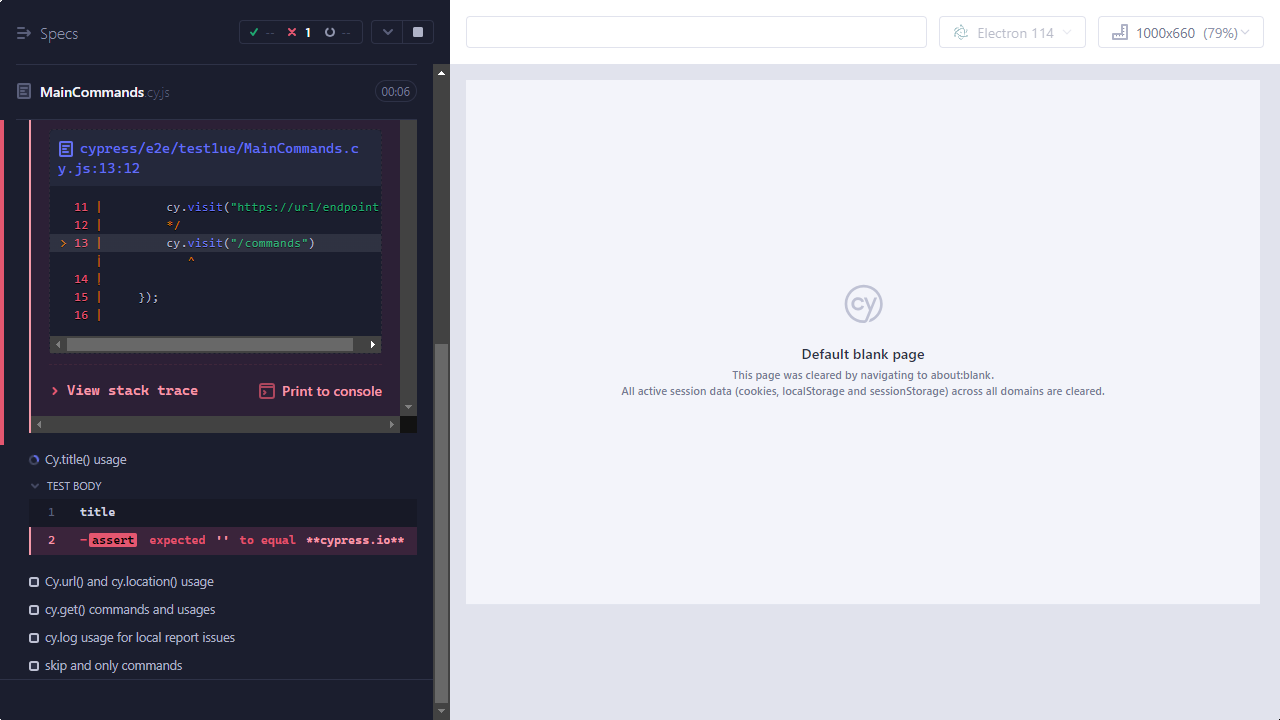 Specs
-- 1 --
Electron 114
1000x660 (79%)
MainCommands.cy.js
00:06
cypress/e2e/test1ue/MainCommands.c
y.js:13:12
11 | cy.visit("https://url/endpoint
12 | */
> 13 | cy.visit("/commands")
| ^
14 |
15 | });
16 |
View stack trace
Print to console
Cy.title() usage
TEST BODY
1 title
2 -assert expected '' to equal **cypress.io**
Cy.url() and cy.location() usage
cy.get() commands and usages
cy.log usage for local report issues
skip and only commands
cy
Default blank page
This page was cleared by navigating to about:blank.
All active session data (cookies, localStorage and sessionStorage) across all domains are cleared.